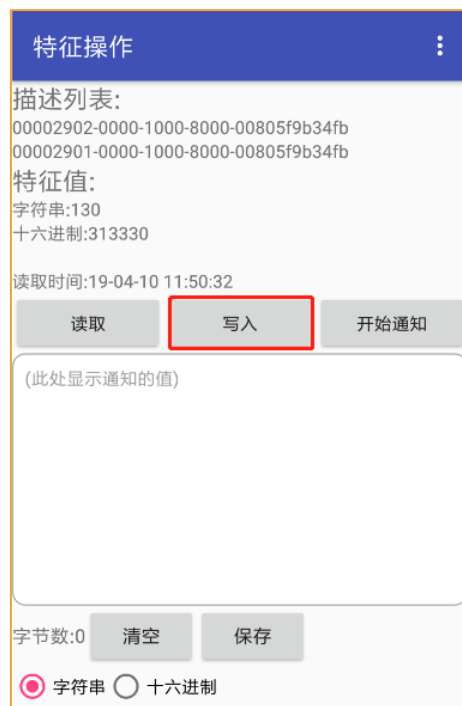 特征操作
描述列表:
00002902-0000-1000-8000-00805f9b34fb
00002901-0000-1000-8000-00805f9b34fb
特征值:
字符串:130
十六进制:313330
读取时间:19-04-10 11:50:32
读取 写入 开始通知
(此处显示通知的值)
字节数:0 清空 保存
字符串 十六进制